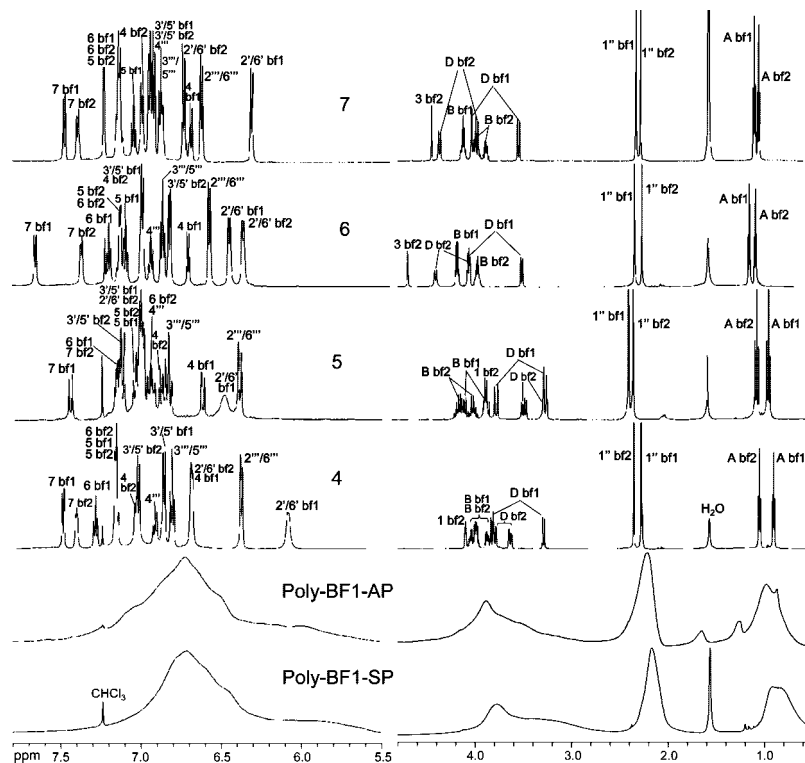 7 bf1
7 bf2
6 bf1
6 bf2
5 bf2
4 bf2
5 bf1
3'/5' bf1
3'/5' bf2
4'''
3'''/
5'''
2'/6' bf2
4
bf1
2'''/6'''
2'/6' bf1
7
3 bf2
D bf2
B bf1
D bf1
B bf2
1'' bf1
1'' bf2
A bf1
A bf2
7 bf1
7 bf2
6 bf1
5 bf2
6 bf2
3'/5' bf1
4 bf2
5 bf1
4'''
3'''/5'''
3'/5' bf2
4 bf1
2'''/6'''
2'/6' bf1
2'/6' bf2
6
3 bf2
D bf2
B bf1
B bf2
D bf1
1'' bf1
1'' bf2
A bf1
A bf2
7 bf1
6 bf1
7 bf2
3'/5' bf2
3'/5' bf1
2'/6' bf2
5 bf2
5 bf1
6 bf2
4'''
4
bf2
3'''/5'''
4 bf1
2'/6'
bf1
2'''/6'''
5
B bf2
B bf1
1 bf2
D bf1
D bf2
1'' bf1
1'' bf2
A bf2
A bf1
7 bf1
7 bf2
6 bf1
6 bf2
5 bf1
5 bf2
3'/5' bf2
4
bf2
4'''
3'/5' bf1
3'''/5'''
2'/6' bf2
4 bf1
2'''/6'''
2'/6' bf1
4
1 bf2
B bf1
B bf2
D bf1
D bf2
1'' bf2
1'' bf1
H2O
A bf2
A bf1
Poly-BF1-AP
Poly-BF1-SP
CHCl3
ppm 7.5 7.0 6.5 6.0 5.5 4.0 3.0 2.0 1.0